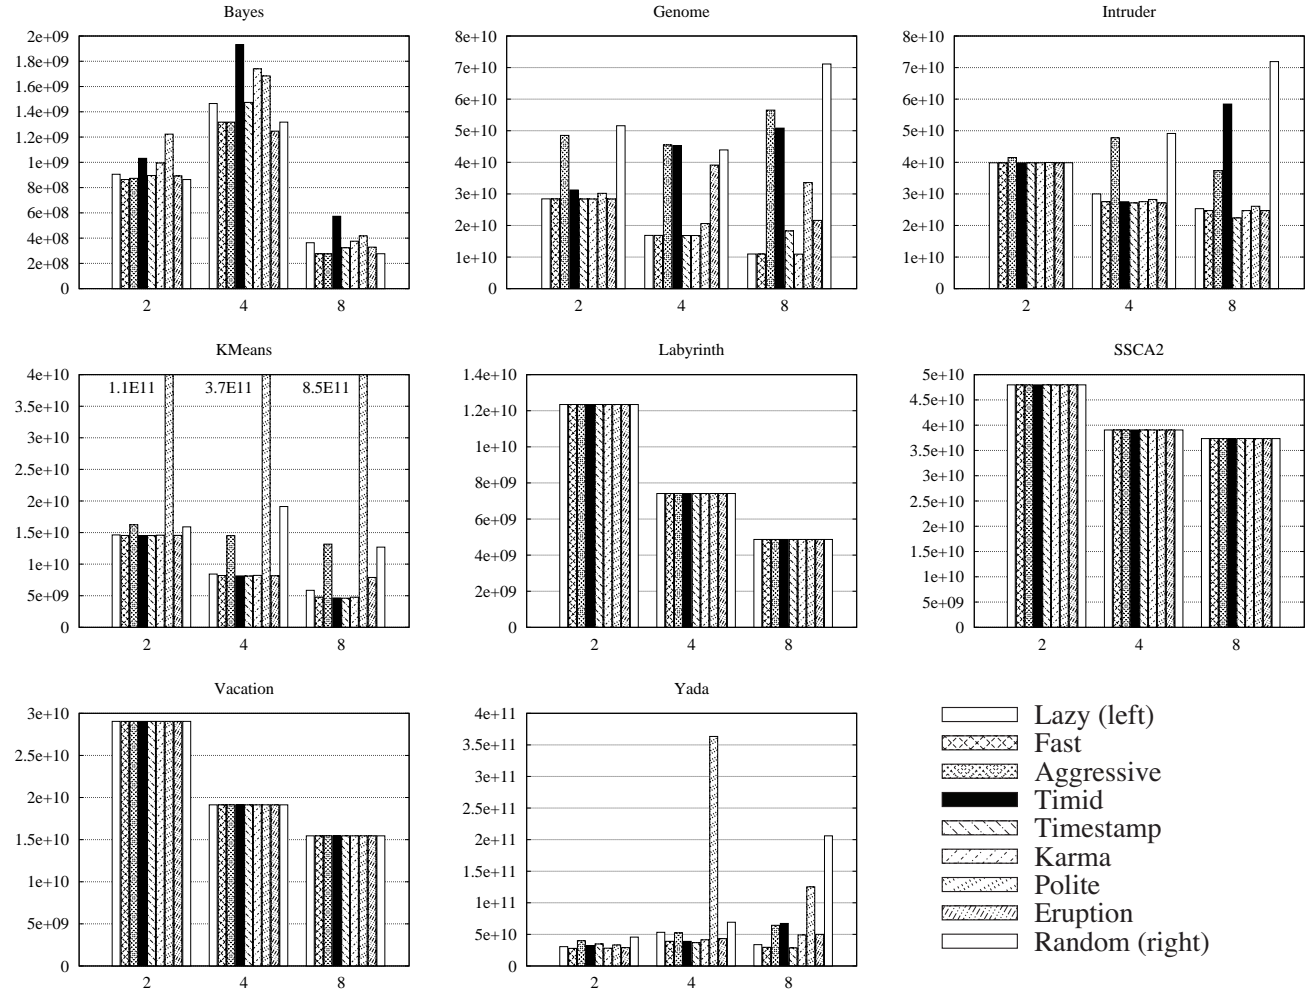 Bayes
2e+09
1.8e+09
1.6e+09
1.4e+09
1.2e+09
1e+09
8e+08
6e+08
4e+08
2e+08
0
2 4 8
Genome
8e+10
7e+10
6e+10
5e+10
4e+10
3e+10
2e+10
1e+10
0
2 4 8
Intruder
8e+10
7e+10
6e+10
5e+10
4e+10
3e+10
2e+10
1e+10
0
2 4 8
KMeans
4e+10
3.5e+10
3e+10
2.5e+10
2e+10
1.5e+10
1e+10
5e+09
0
1.1E11 3.7E11 8.5E11
2 4 8
Labyrinth
1.4e+10
1.2e+10
1e+10
8e+09
6e+09
4e+09
2e+09
0
2 4 8
SSCA2
5e+10
4.5e+10
4e+10
3.5e+10
3e+10
2.5e+10
2e+10
1.5e+10
1e+10
5e+09
0
2 4 8
Vacation
3e+10
2.5e+10
2e+10
1.5e+10
1e+10
5e+09
0
2 4 8
Yada
4e+11
3.5e+11
3e+11
2.5e+11
2e+11
1.5e+11
1e+11
5e+10
0
2 4 8
Lazy (left)
Fast
Aggressive
Timid
Timestamp
Karma
Polite
Eruption
Random (right)